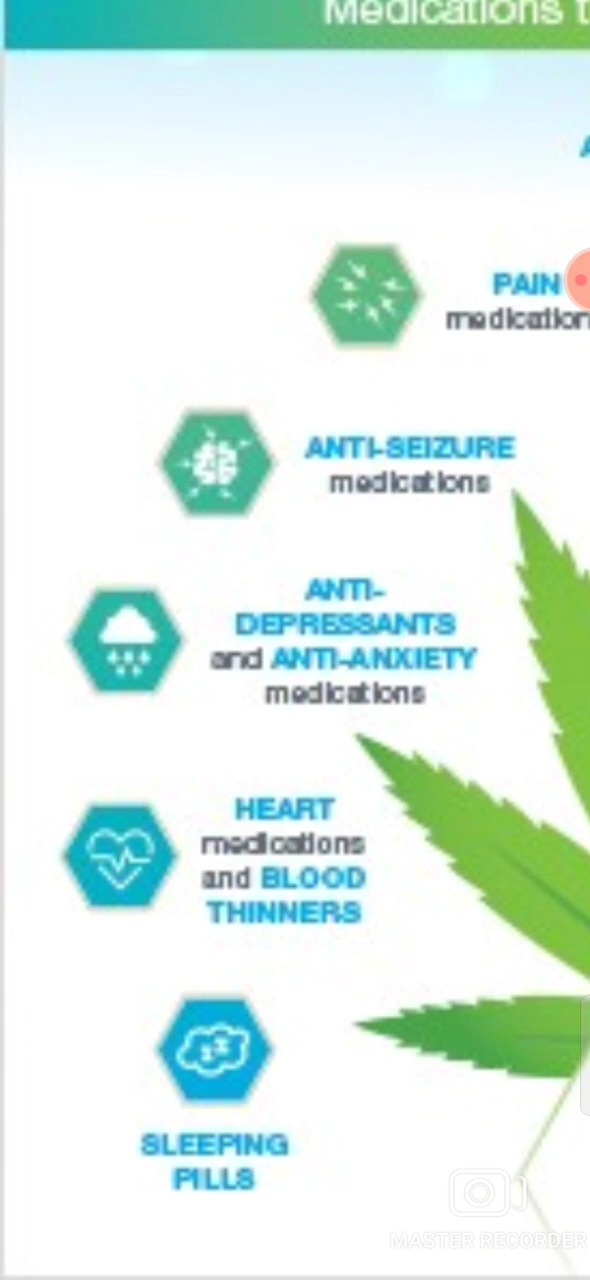 Medications t
PAIN
medication
ANTI-SEIZURE
medications
ANTI-
DEPRESSANTS
and ANTI-ANXIETY
medications
HEART
medications
and BLOOD
THINNERS
SLEEPING
PILLS
MASTER RECORDER